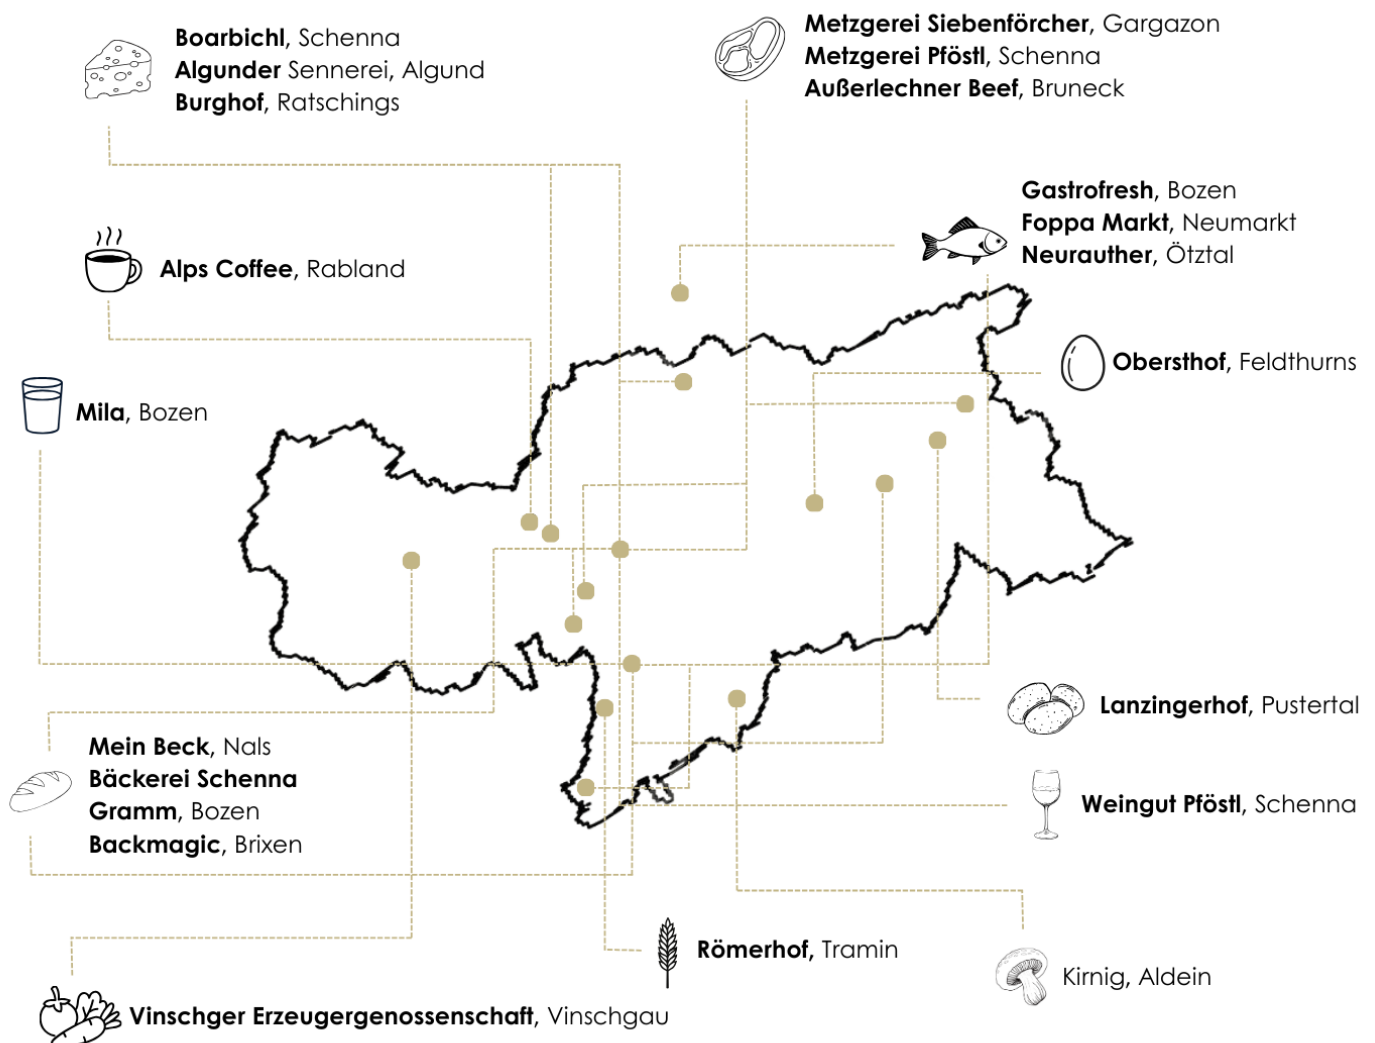 Boarbichl, Schenna
Algunder Sennerei, Algund
Burghof, Ratschings
Metzgerei Siebenförcher, Gargazon
Metzgerei Pföstl, Schenna
Außerlechner Beef, Bruneck
Gastrofresh, Bozen
Foppa Markt, Neumarkt
Neurauther, Ötztal
Alps Coffee, Rabland
Obersthof, Feldthurns
Mila, Bozen
Lanzingerhof, Pustertal
Mein Beck, Nals
Bäckerei Schenna
Gramm, Bozen
Backmagic, Brixen
Weingut Pföstl, Schenna
Römerhof, Tramin
Kirnig, Aldein
Vinschger Erzeugergenossenschaft, Vinschgau